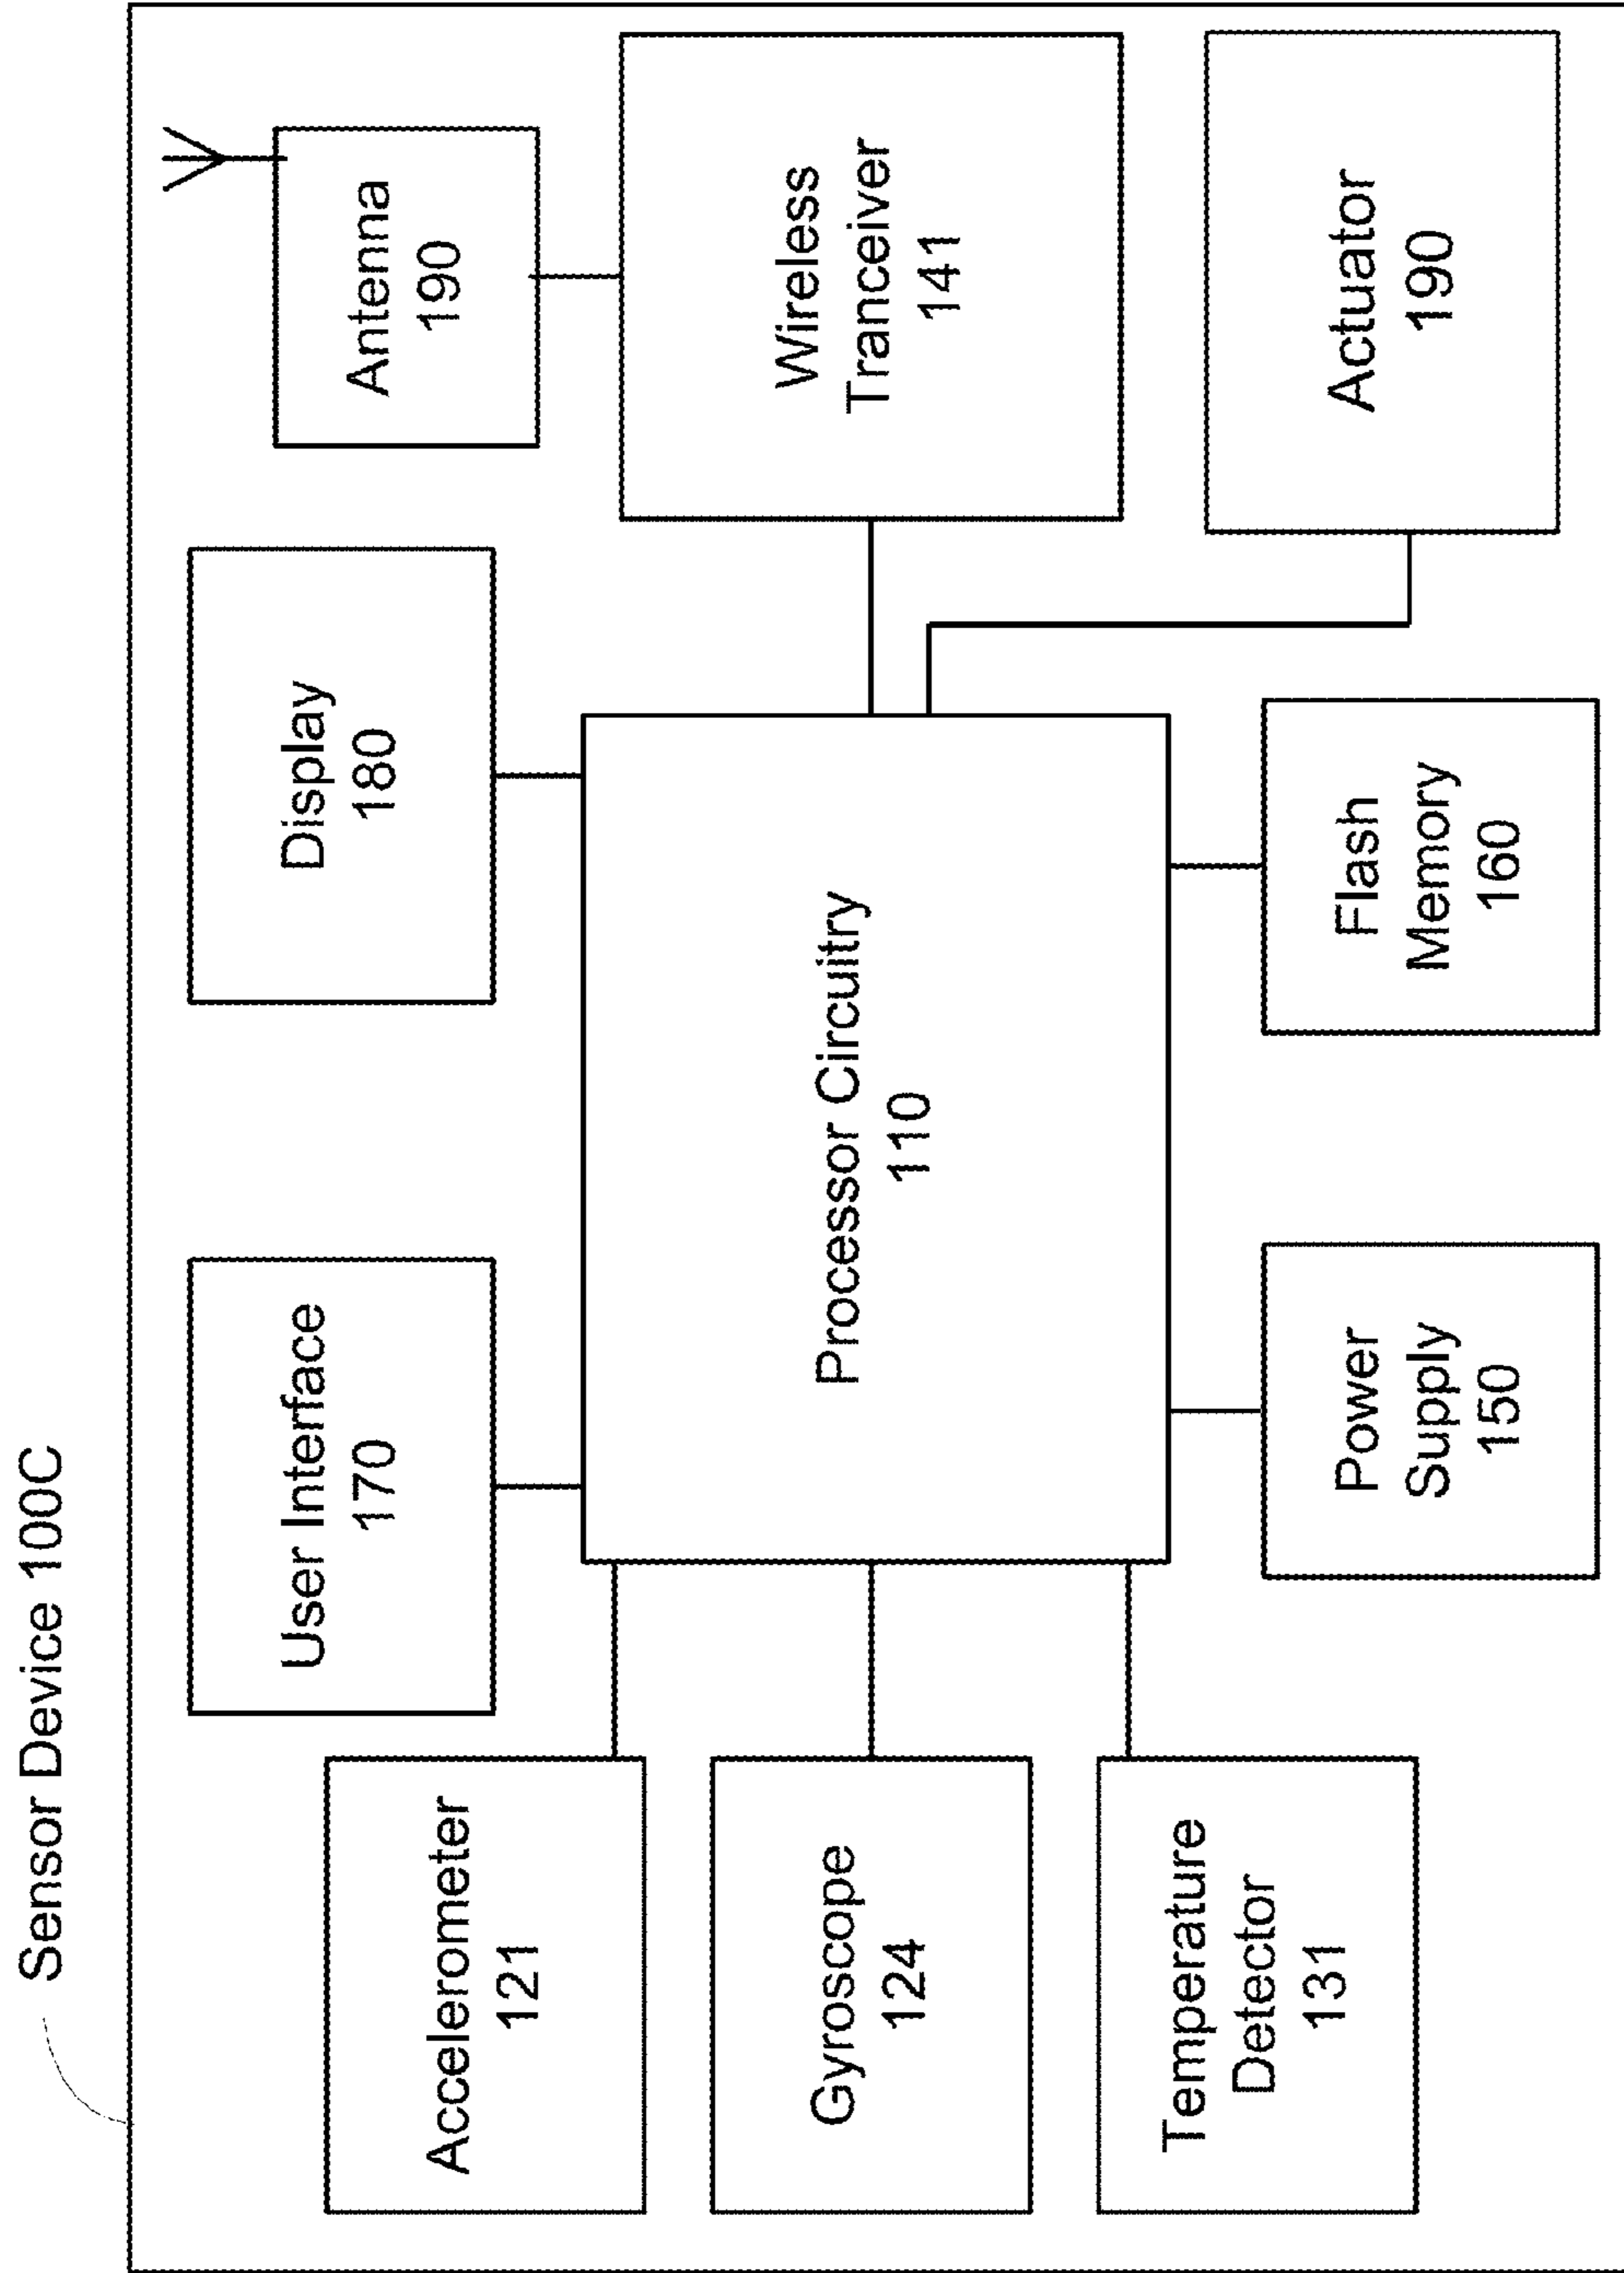 Sensor Device 100C
User Interface
170
Display
180
Antenna
190
Accelerometer
121
Gyroscope
124
Temperature
Detector
131
Processor Circuitry
110
Wireless
Tranceiver
141
Power
Supply
150
Flash
Memory
160
Actuator
190